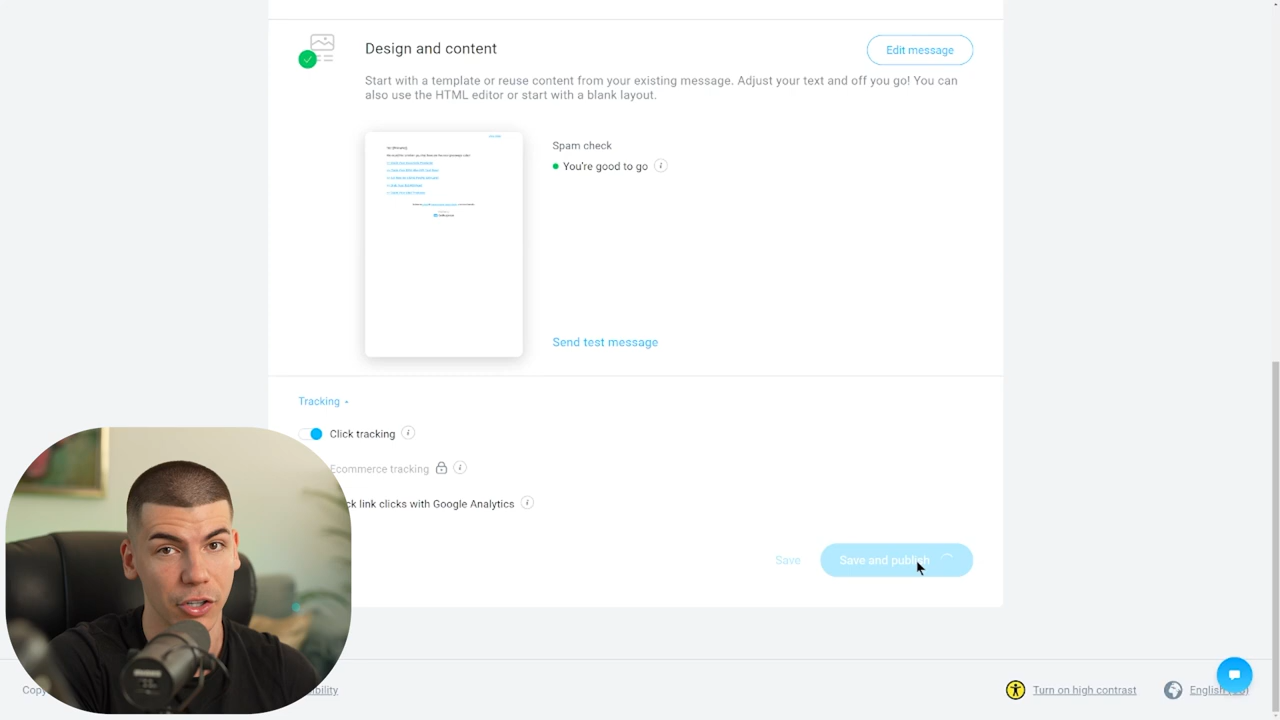 Design and content
Edit message
Start with a template or reuse content from your existing message. Adjust your text and off you go! You can
also use the HTML editor or start with a blank layout.
Spam check
You're good to go
Send test message
Tracking
Click tracking
Ecommerce tracking
link clicks with Google Analytics
Save
Save and publish
Turn on high contrast
English